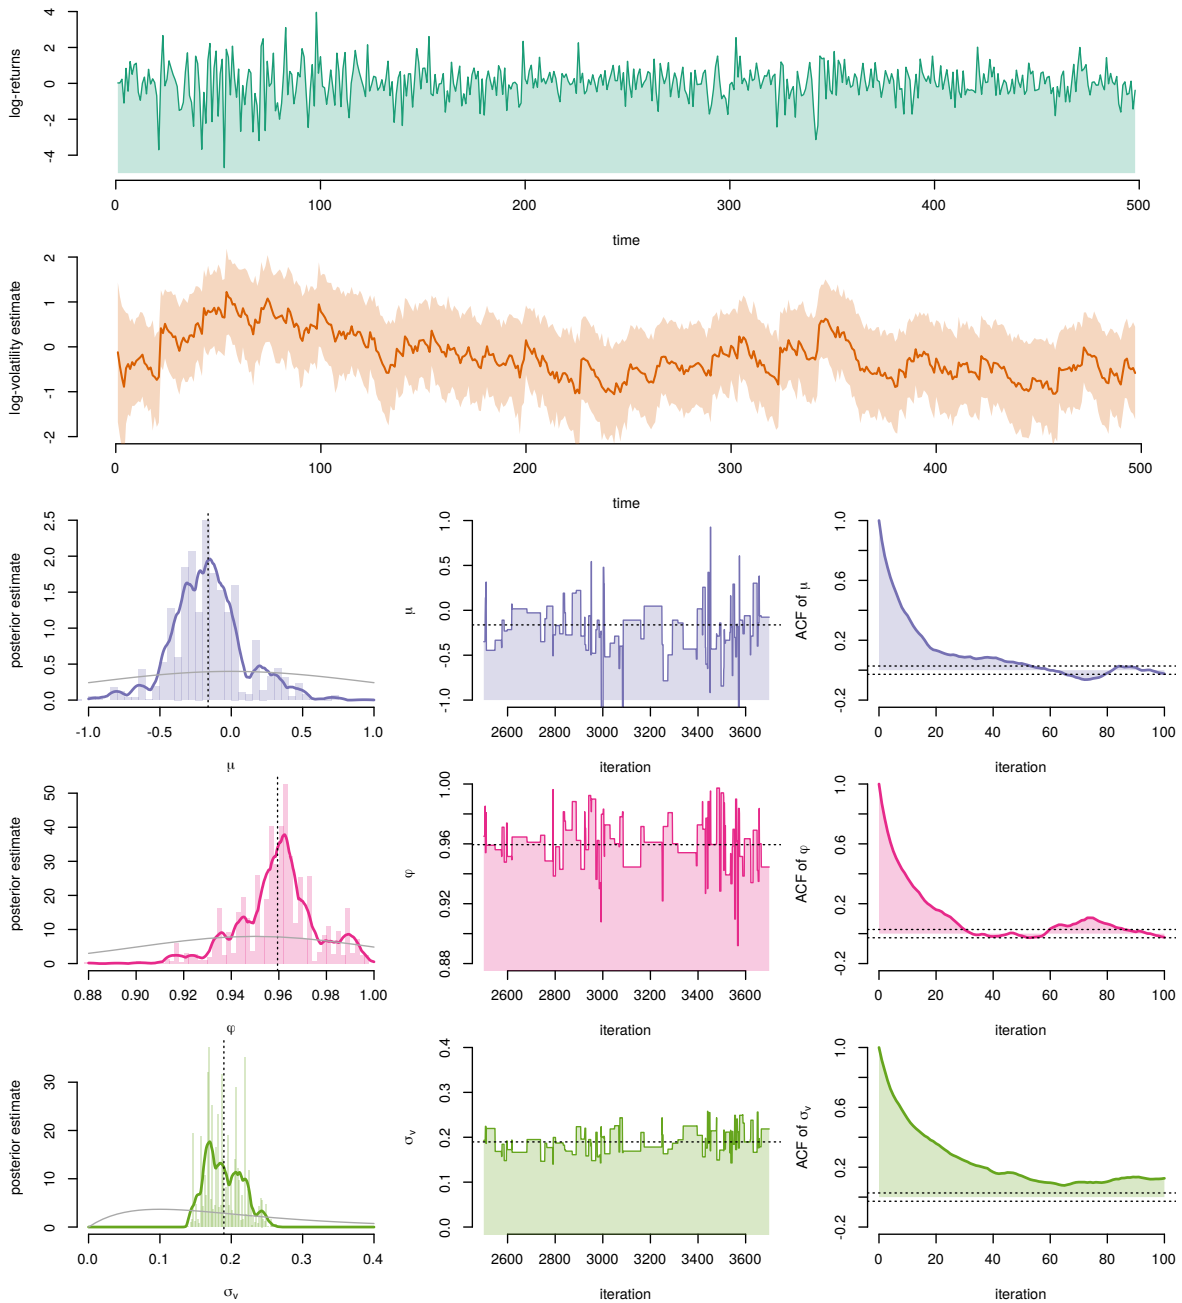 log-returns
4
2
0
-2
-4
0 100 200 300 400 500
time
log-volatility estimate
2
1
0
-1
-2
0 100 200 300 400 500
time
posterior estimate
2.5
2.0
1.5
1.0
0.5
0.0
-1.0 -0.5 0.0 0.5 1.0
μ
μ
1.0
0.5
0.0
-0.5
-1.0
2600 2800 3000 3200 3400 3600
iteration
ACF of μ
1.0
0.6
0.2
-0.2
0 20 40 60 80 100
iteration
posterior estimate
50
40
30
20
10
0
0.88 0.90 0.92 0.94 0.96 0.98 1.00
φ
φ
1.00
0.96
0.92
0.88
2600 2800 3000 3200 3400 3600
iteration
ACF of φ
1.0
0.6
0.2
-0.2
0 20 40 60 80 100
iteration
posterior estimate
30
20
10
0
0.0 0.1 0.2 0.3 0.4
σv
σv
0.4
0.3
0.2
0.1
0.0
2600 2800 3000 3200 3400 3600
iteration
ACF of σv
1.0
0.6
0.2
-0.2
0 20 40 60 80 100
iteration